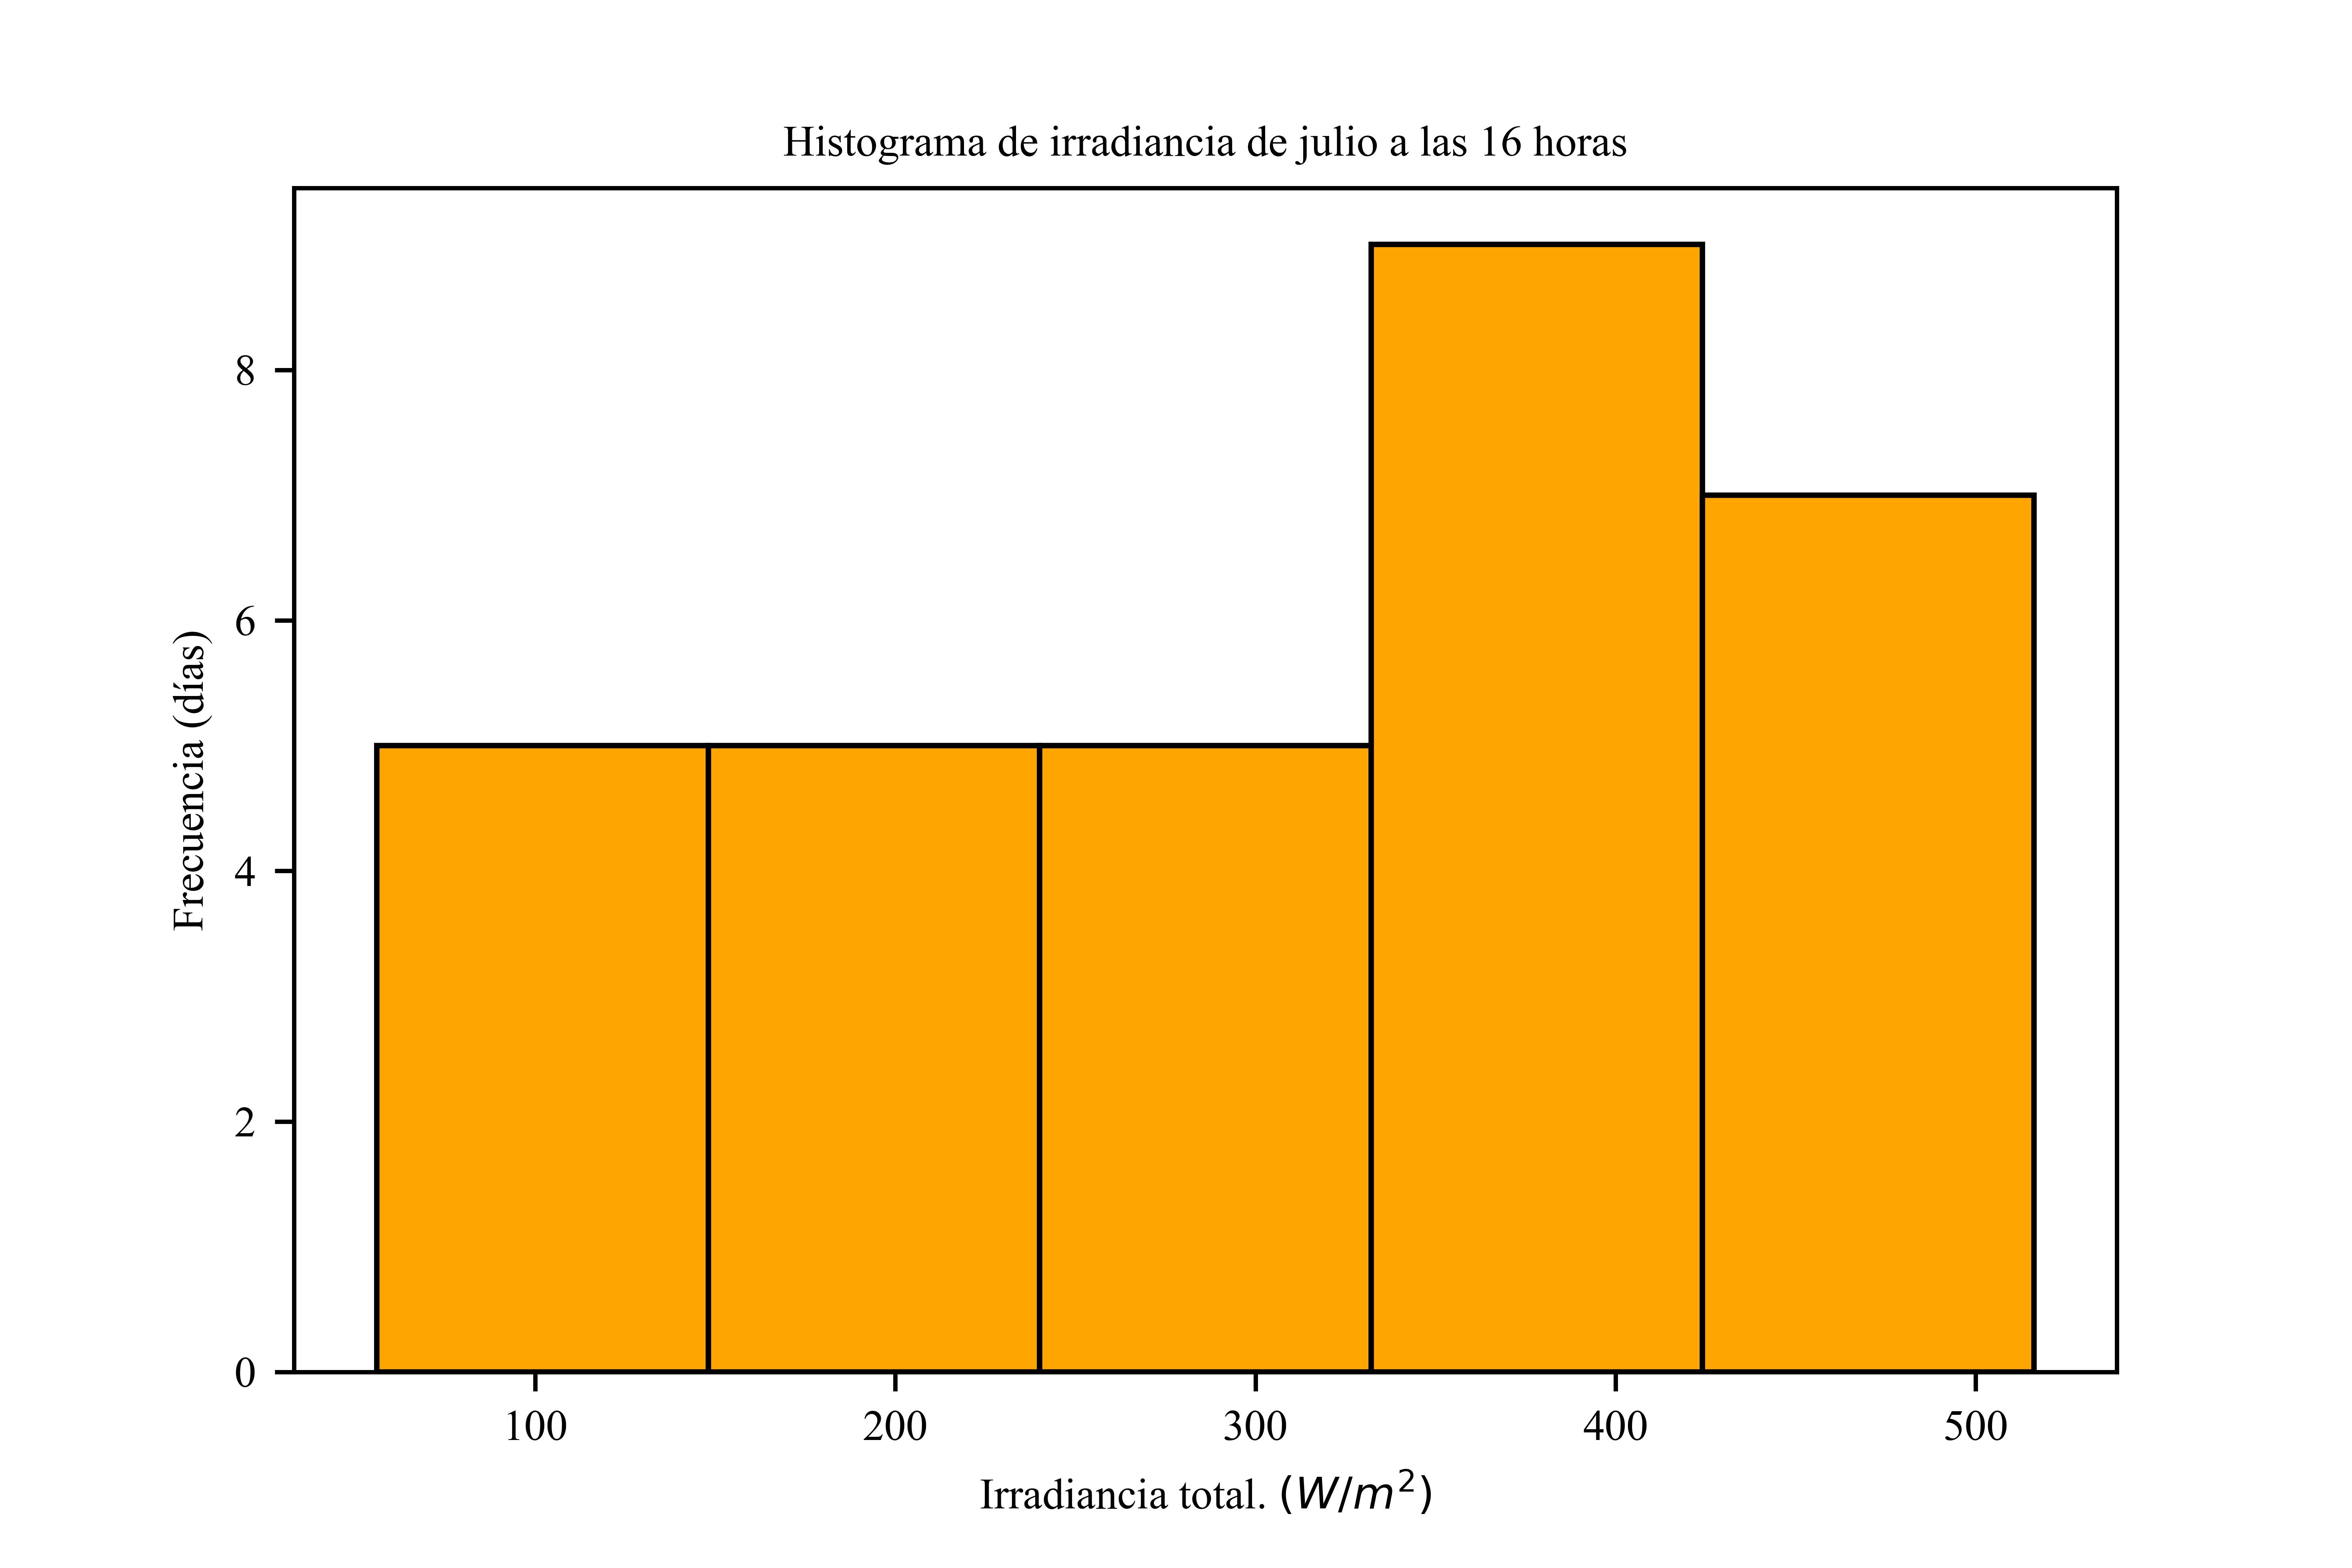 Histograma de irradiancia de julio a las 16 horas
Frecuencia (días)
8
6
4
2
0
100 200 300 400 500
Irradiancia total. (W/m²)